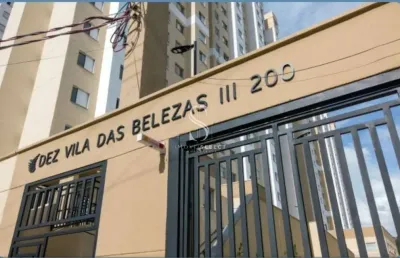 DEZ VILA DAS BELEZAS III 200